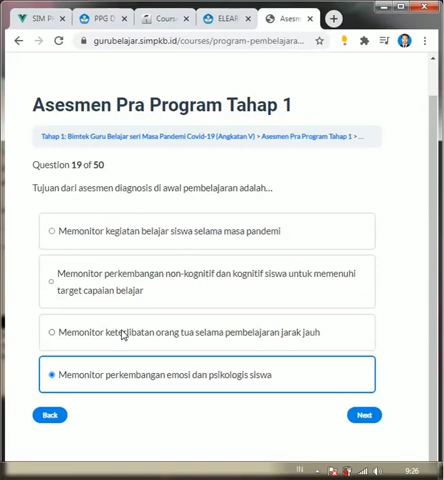 SIM P
PPG D
Cours
ELEAR
Asesm
gurubelajar.simpkb.id/courses/program-pembelajara...
Asesmen Pra Program Tahap 1
Tahap 1: Bimtek Guru Belajar seri Masa Pandemi Covid-19 (Angkatan V) > Asesmen Pra Program Tahap 1 > ...
Question 19 of 50
Tujuan dari asesmen diagnosis di awal pembelajaran adalah...
Memonitor kegiatan belajar siswa selama masa pandemi
Memonitor perkembangan non-kognitif dan kognitif siswa untuk memenuhi
target capaian belajar
Memonitor keterlibatan orang tua selama pembelajaran jarak jauh
Memonitor perkembangan emosi dan psikologis siswa
Back
Next
IN
9:26